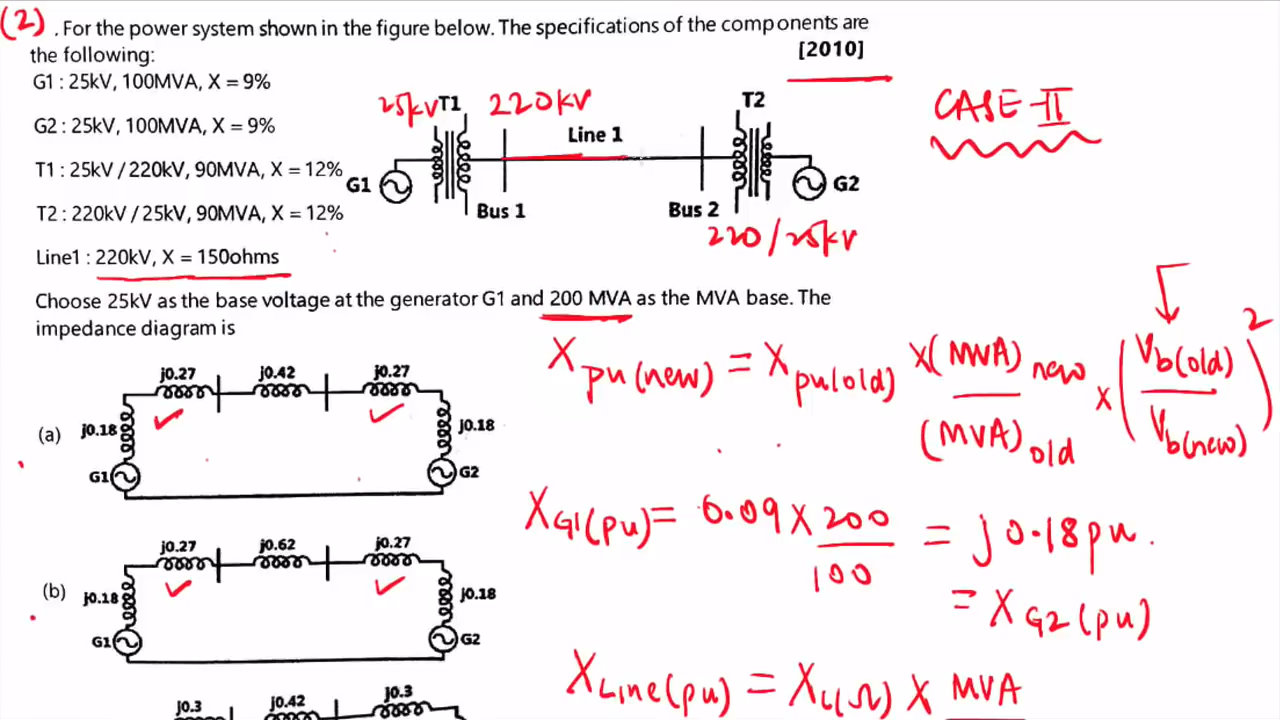 (2) . For the power system shown in the figure below. The specifications of the components are
the following: [2010]
G1 : 25kV, 100MVA, X = 9%
G2 : 25kV, 100MVA, X = 9%
T1 : 25kV / 220kV, 90MVA, X = 12%
T2 : 220kV / 25kV, 90MVA, X = 12%
Line1 : 220kV, X = 150ohms
25kV T1 220kV
Line 1
T2
G1
Bus 1
Bus 2
G2
220/25kV
CASE-II
Choose 25kV as the base voltage at the generator G1 and 200 MVA as the MVA base. The
impedance diagram is
j0.27 j0.42 j0.27
(a) j0.18 j0.18
G1 G2
j0.27 j0.62 j0.27
(b) j0.18 j0.18
G1 G2
j0.3 j0.42 j0.3
X pu(new) = X pu(old) X (MVA) new / (MVA) old X (Vb(old) / Vb(new))²
XG1(pu) = 0.09 X 200 / 100 = j0.18pu.
= XG2(pu)
XLine(pu) = XL(Ω) X MVA